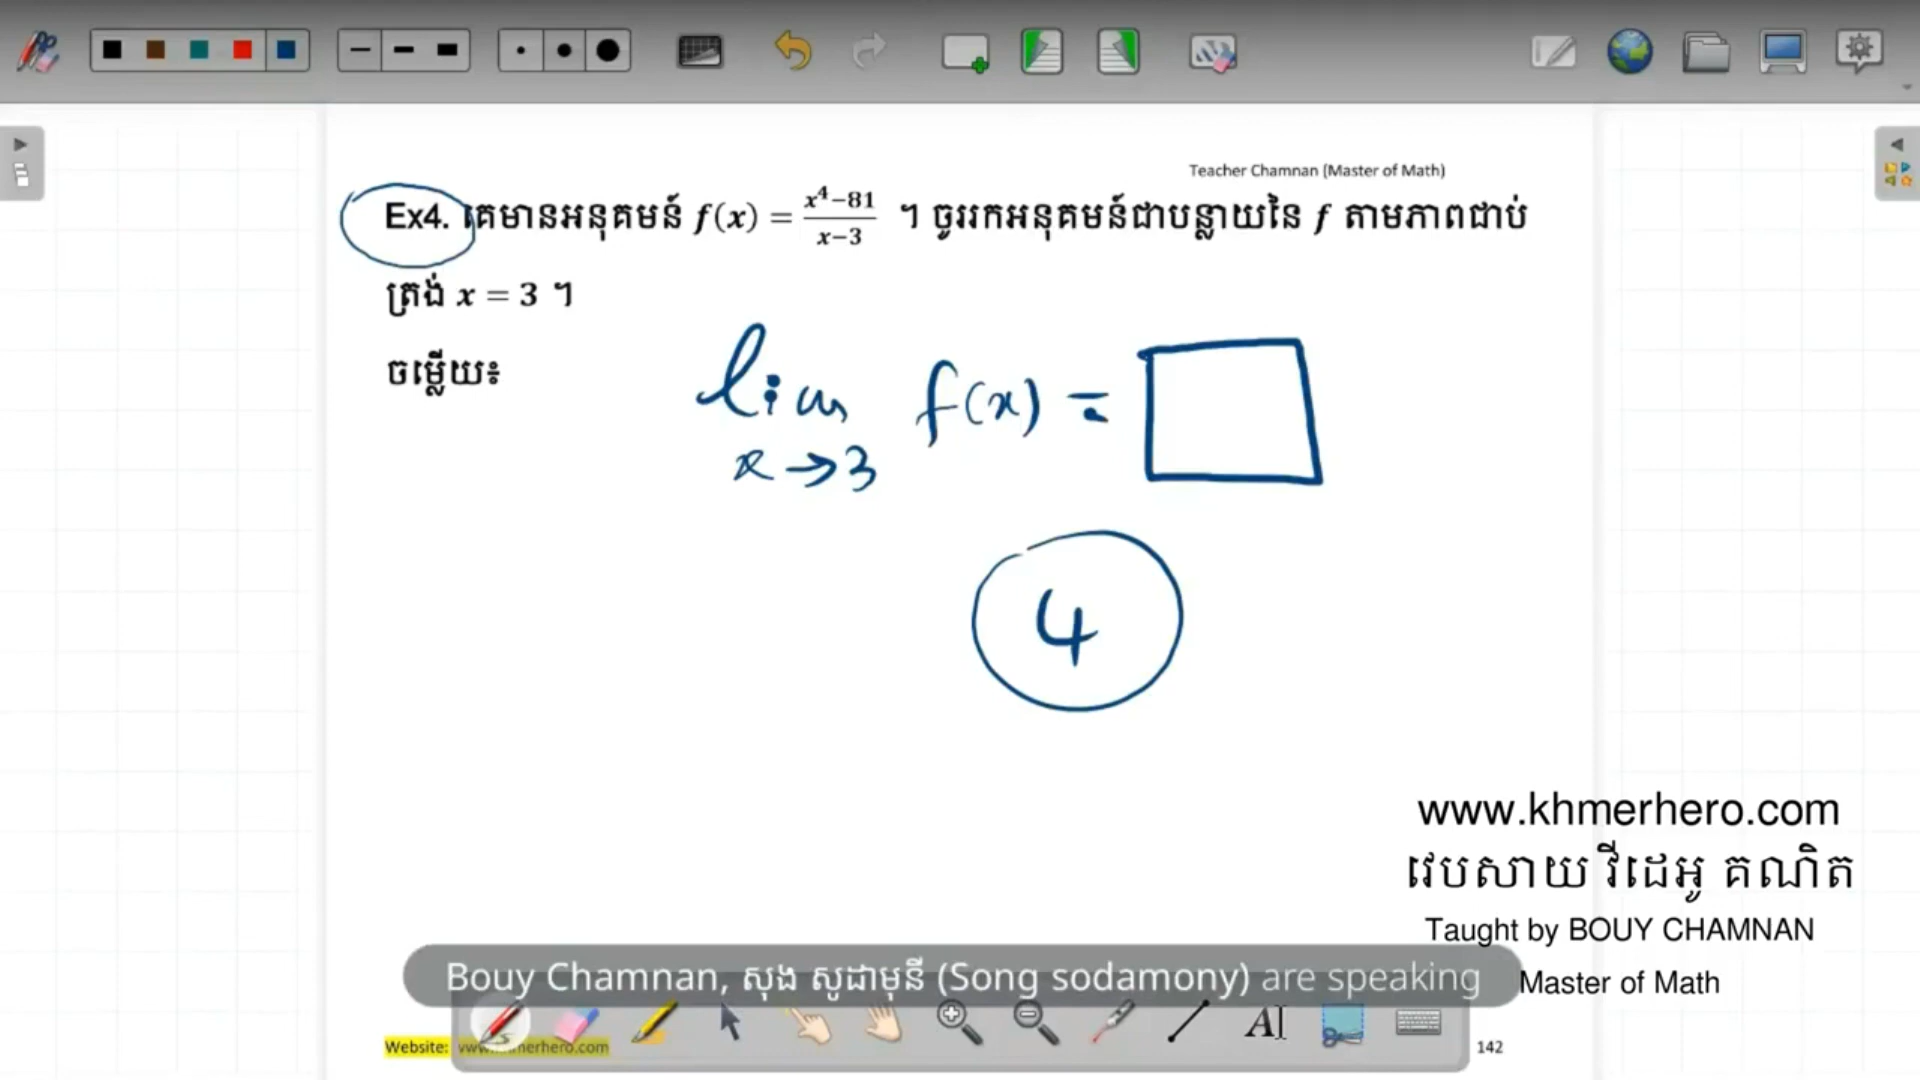 Teacher Chamnan (Master of Math)
Ex4. គេមានអនុគមន៍ f(x) = x⁴−81 / x−3 ។ ចូររកអនុគមន៍ជាបន្លាយនៃ f តាមភាពជាប់
ត្រង់ x = 3 ។
ចម្លើយ៖
lim f(x) =
x→3
4
www.khmerhero.com
វេបសាយ វីដេអូ គណិត
Taught by BOUY CHAMNAN
Master of Math
Bouy Chamnan, សុង សូដាមុនី (Song sodamony) are speaking
AI
Website: www.khmerhero.com
142